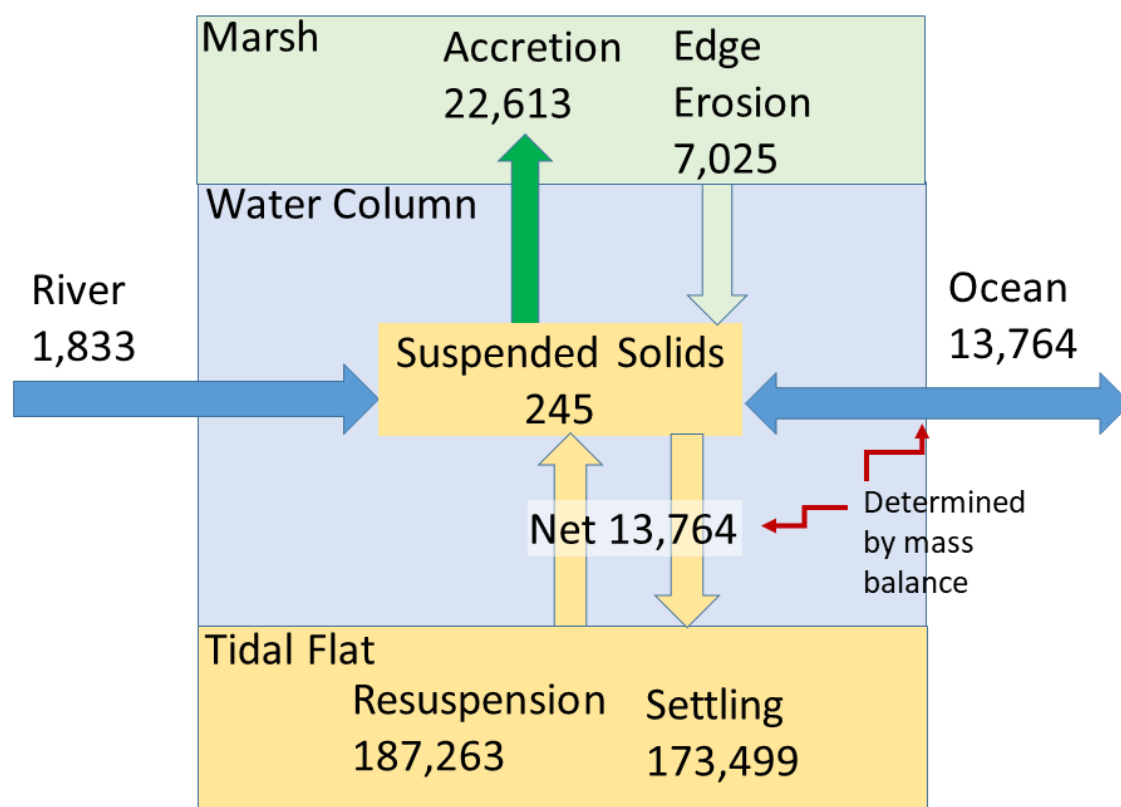 Marsh
Accretion
22,613
Edge
Erosion
7,025
Water Column
River
1,833
Ocean
13,764
Suspended Solids
245
Net 13,764
Determined
by mass
balance
Tidal Flat
Resuspension
187,263
Settling
173,499